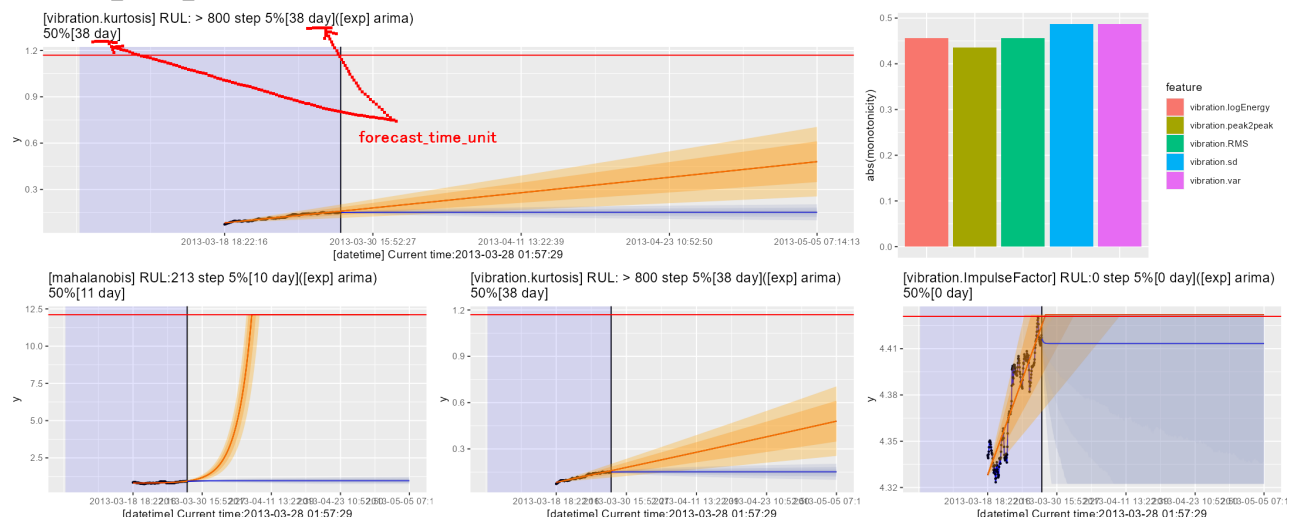 [vibration.kurtosis] RUL: > 800 step 5%[38 day]([exp] arima)
50%[38 day]
1.2
0.9
0.6
0.3
y
forecast_time_unit
2013-03-18 18:22:16
2013-03-30 15:52:27
2013-04-11 13:22:39
2013-04-23 10:52:50
2013-05-05 07:14:13
[datetime] Current time:2013-03-28 01:57:29
0.5
0.4
0.3
0.2
0.1
0.0
abs(monotonicity)
feature
vibration.logEnergy
vibration.peak2peak
vibration.RMS
vibration.sd
vibration.var
[mahalanobis] RUL:213 step 5%[10 day]([exp] arima)
50%[11 day]
12.5
10.0
7.5
5.0
2.5
y
[datetime] Current time:2013-03-28 01:57:29
[vibration.kurtosis] RUL: > 800 step 5%[38 day]([exp] arima)
50%[38 day]
1.2
0.9
0.6
0.3
y
[datetime] Current time:2013-03-28 01:57:29
[vibration.ImpulseFactor] RUL:0 step 5%[0 day]([exp] arima)
50%[0 day]
4.41
4.38
4.35
4.32
y
[datetime] Current time:2013-03-28 01:57:29